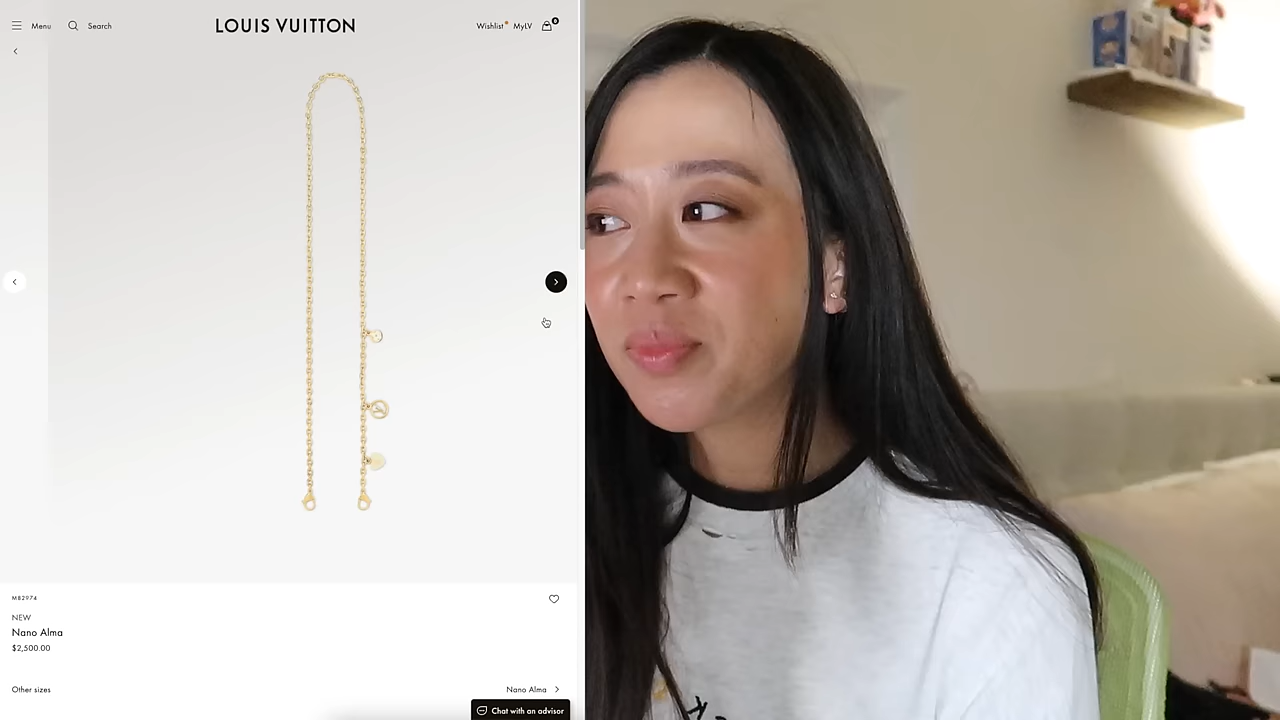 Menu Search LOUIS VUITTON Wishlist MyLV 0
M82974
NEW
Nano Alma
$2,500.00
Other sizes Nano Alma
Chat with an advisor